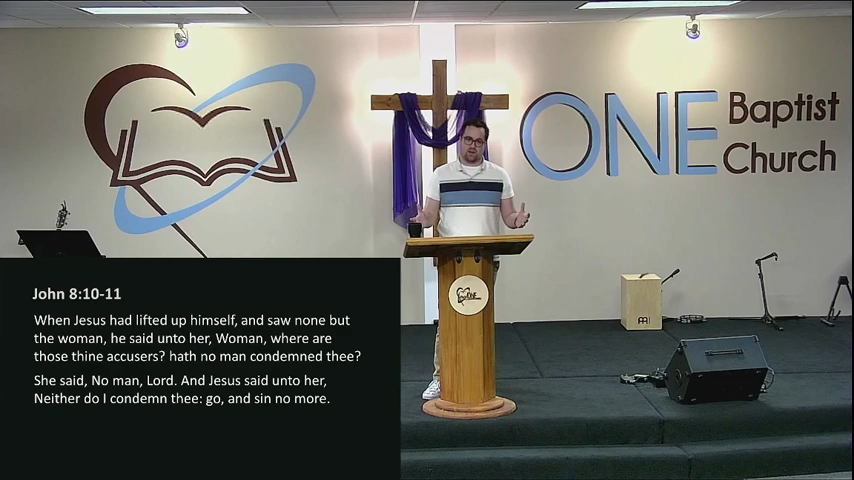 ONE Baptist
Church
John 8:10-11
When Jesus had lifted up himself, and saw none but
the woman, he said unto her, Woman, where are
those thine accusers? hath no man condemned thee?
She said, No man, Lord. And Jesus said unto her,
Neither do I condemn thee: go, and sin no more.
ONE